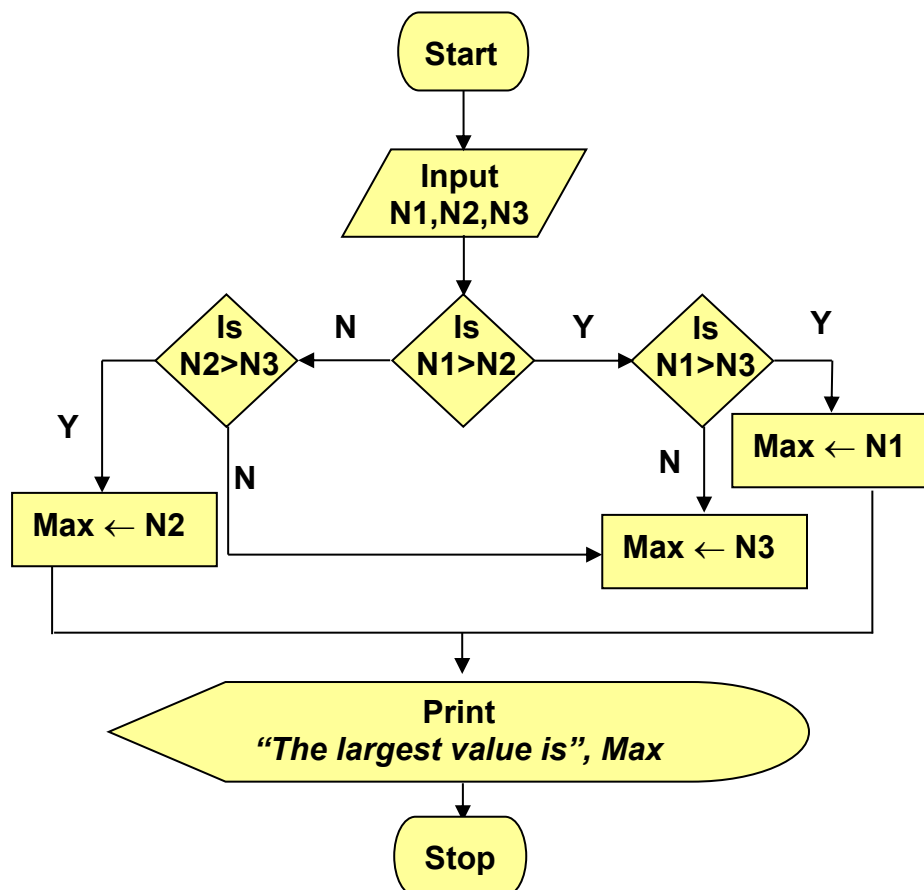 Start
Input
N1,N2,N3
Is
N2>N3
N
Is
N1>N2
Y
Is
N1>N3
Y
Y
N
N
Max ← N1
Max ← N2
Max ← N3
Print
“The largest value is”, Max
Stop